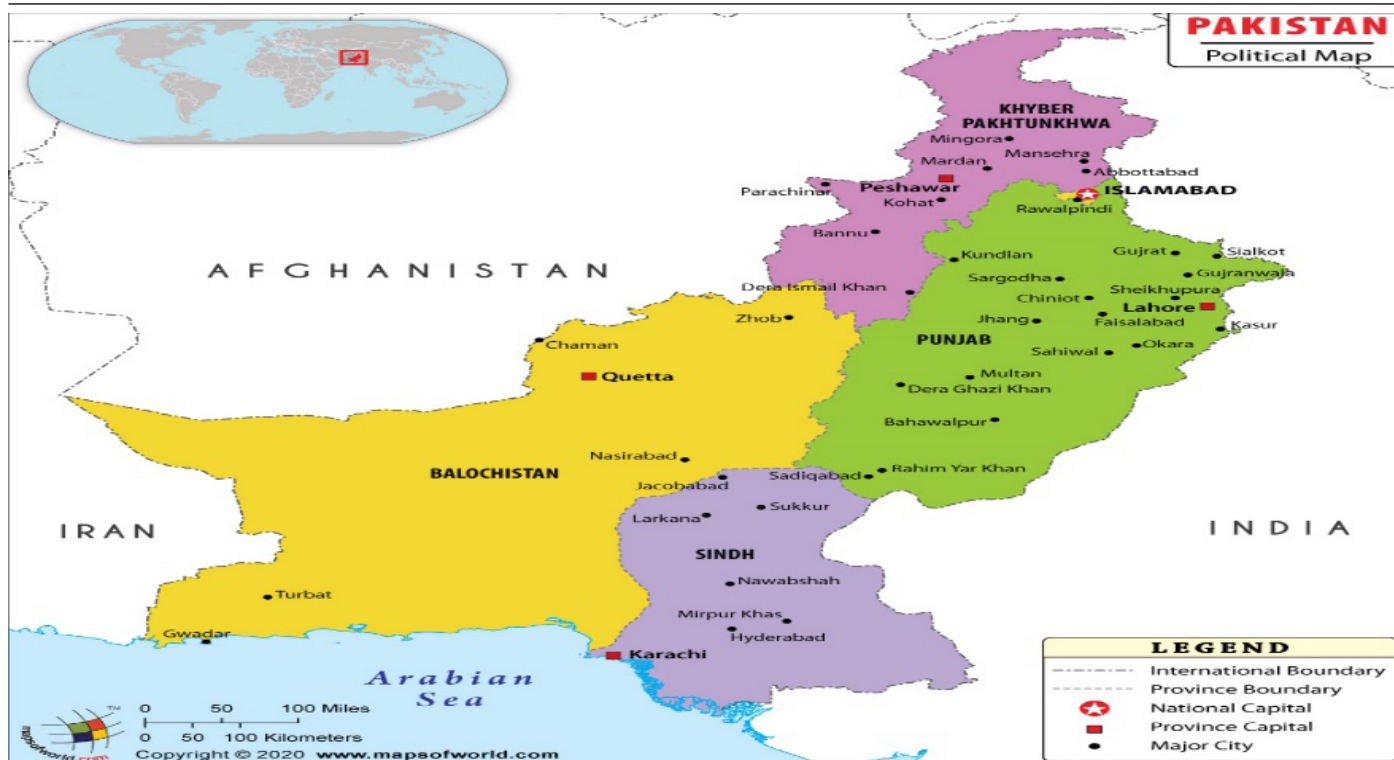 PAKISTAN
Political Map
KHYBER
PAKHTUNKHWA
Mingora
Mansehra
Mardan
Abbottabad
Parachinar
Peshawar
ISLAMABAD
Kohat
Rawalpindi
Bannu
Kundian
Gujrat
Sialkot
AFGHANISTAN
Sargodha
Gujranwala
Dera Ismail Khan
Sheikhupura
Chiniot
Lahore
Zhob
Jhang
Faisalabad
Kasur
Chaman
PUNJAB
Sahiwal
Okara
Quetta
Multan
Dera Ghazi Khan
Bahawalpur
Nasirabad
BALOCHISTAN
Sadiqabad
Rahim Yar Khan
Jacobabad
Larkana
Sukkur
IRAN
INDIA
SINDH
Turbat
Nawabshah
Mirpur Khas
Gwadar
Hyderabad
Karachi
Arabian
Sea
LEGEND
International Boundary
Province Boundary
National Capital
Province Capital
Major City
0 50 100 Miles
0 50 100 Kilometers
TM
mapsofworld.com
Copyright © 2020 www.mapsofworld.com